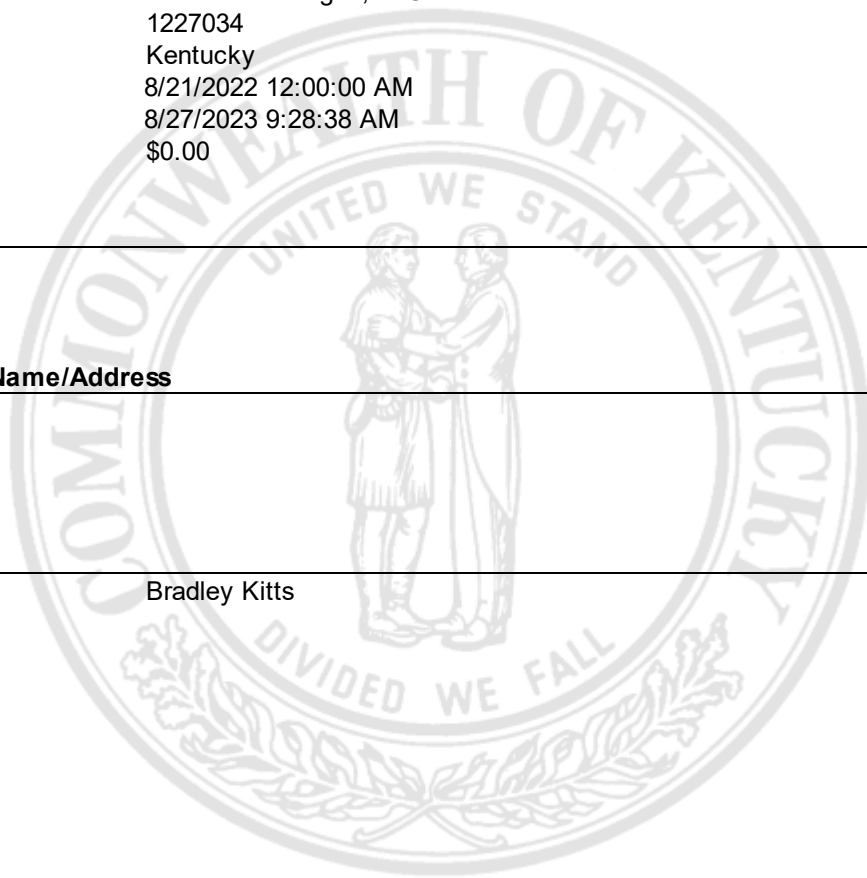 1227034
Kentucky
8/21/2022 12:00:00 AM
8/27/2023 9:28:38 AM
$0.00
COMMONWEALTH OF KENTUCKY
UNITED WE STAND
Name/Address
Bradley Kitts
DIVIDED WE FALL